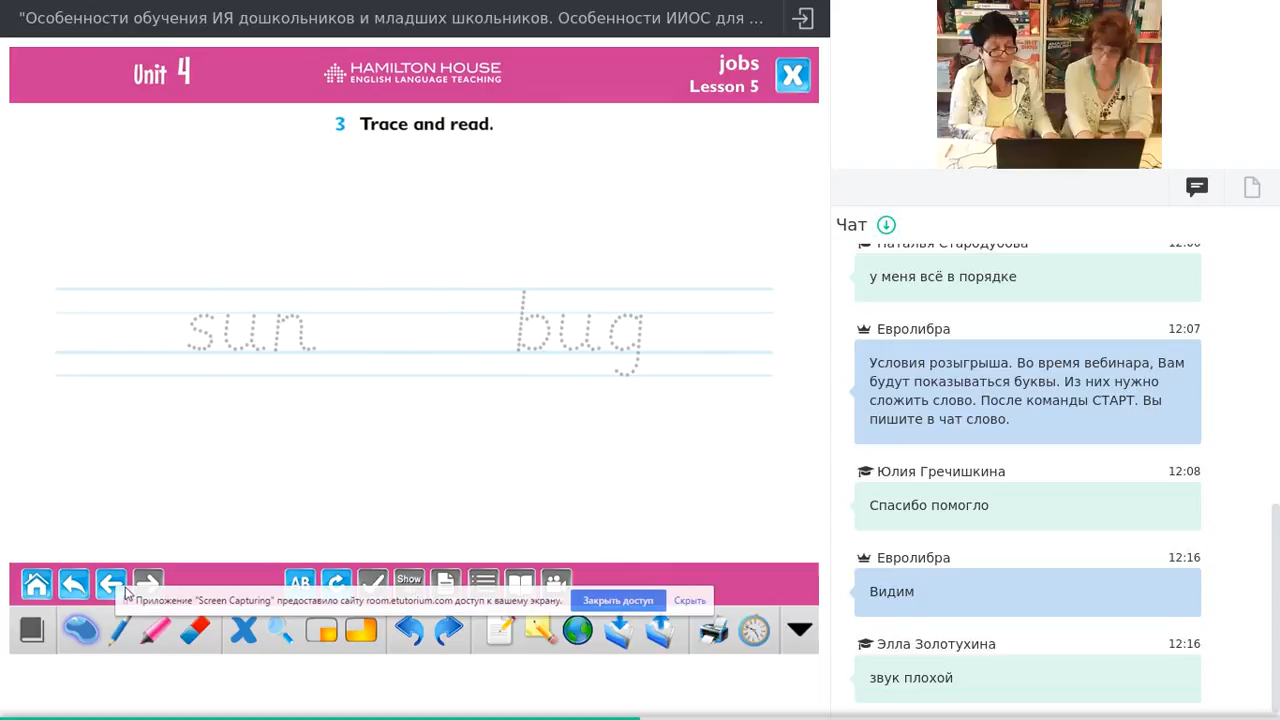 "Особенности обучения ИЯ дошкольников и младших школьников. Особенности ИИОС для ...
Unit 4
HAMILTON HOUSE
ENGLISH LANGUAGE TEACHING
jobs
Lesson 5
X
3 Trace and read.
sun bug
AB
Show
Приложение "Screen Capturing" предоставило сайту room.etutorium.com доступ к вашему экрану.
Закрыть доступ
Скрыть
Чат
Наталья Стародубова
у меня всё в порядке
Евролибра 12:07
Условия розыгрыша. Во время вебинара, Вам
будут показываться буквы. Из них нужно
сложить слово. После команды СТАРТ. Вы
пишите в чат слово.
Юлия Гречишкина 12:08
Спасибо помогло
Евролибра 12:16
Видим
Элла Золотухина 12:16
звук плохой